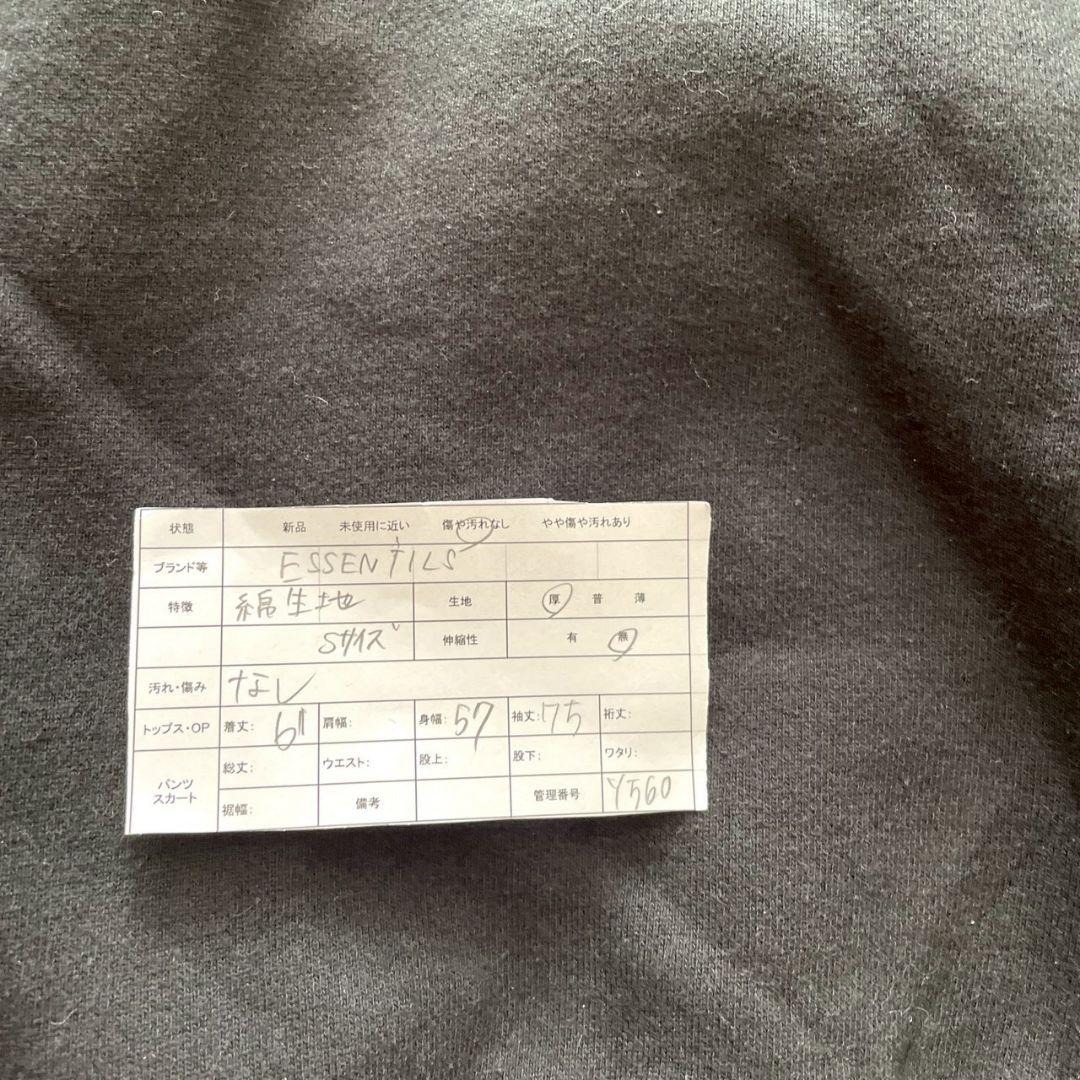 状態 新品 未使用に近い 傷や汚れなし やや傷や汚れあり
ブランド等 ESSENTILS
特徴 綿生地 生地 厚 普 薄
Sサイズ 伸縮性 有 無
汚れ・傷み なし
トップス・OP 着丈: 61 肩幅: 身幅: 57 袖丈: 75 裄丈:
パンツ スカート 総丈: ウエスト: 股上: 股下: ワタリ:
裾幅: 備考 管理番号 Y560